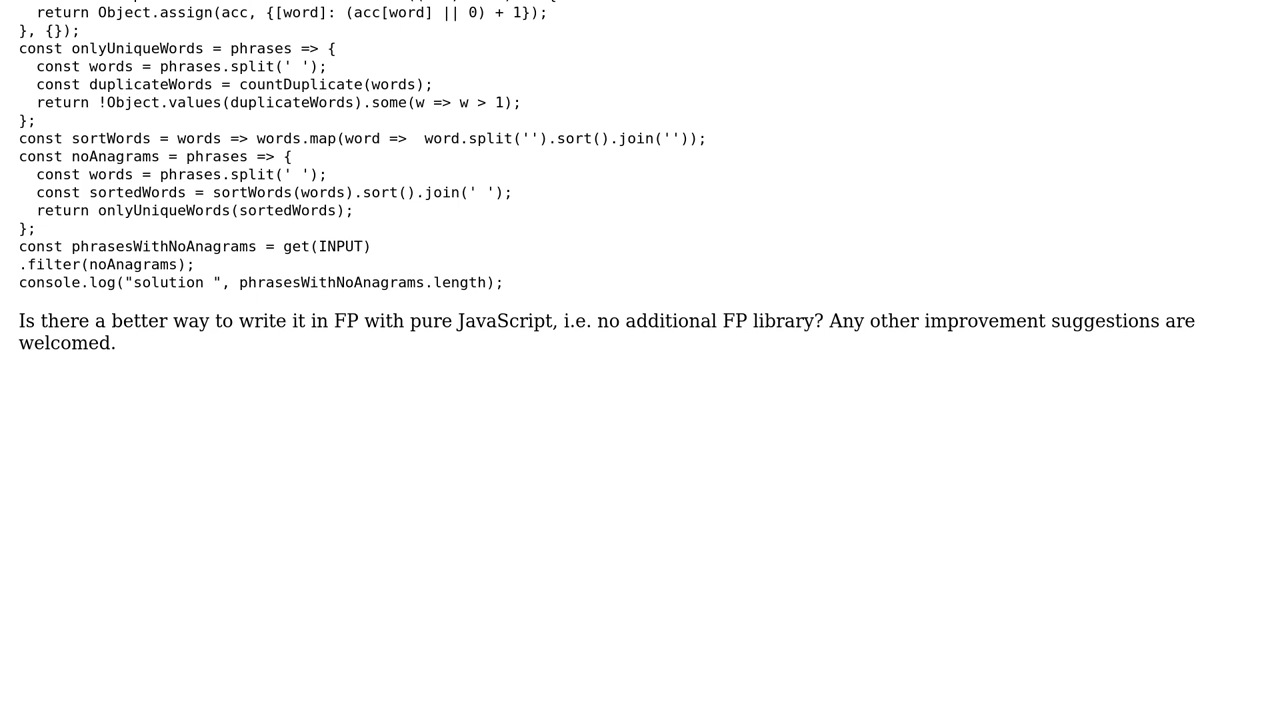 return Object.assign(acc, {[word]: (acc[word] || 0) + 1});
}, {});
const onlyUniqueWords = phrases => {
  const words = phrases.split(' ');
  const duplicateWords = countDuplicate(words);
  return !Object.values(duplicateWords).some(w => w > 1);
};
const sortWords = words => words.map(word =>  word.split('').sort().join(''));
const noAnagrams = phrases => {
  const words = phrases.split(' ');
  const sortedWords = sortWords(words).sort().join(' ');
  return onlyUniqueWords(sortedWords);
};
const phrasesWithNoAnagrams = get(INPUT)
.filter(noAnagrams);
console.log("solution ", phrasesWithNoAnagrams.length);
Is there a better way to write it in FP with pure JavaScript, i.e. no additional FP library? Any other improvement suggestions are
welcomed.